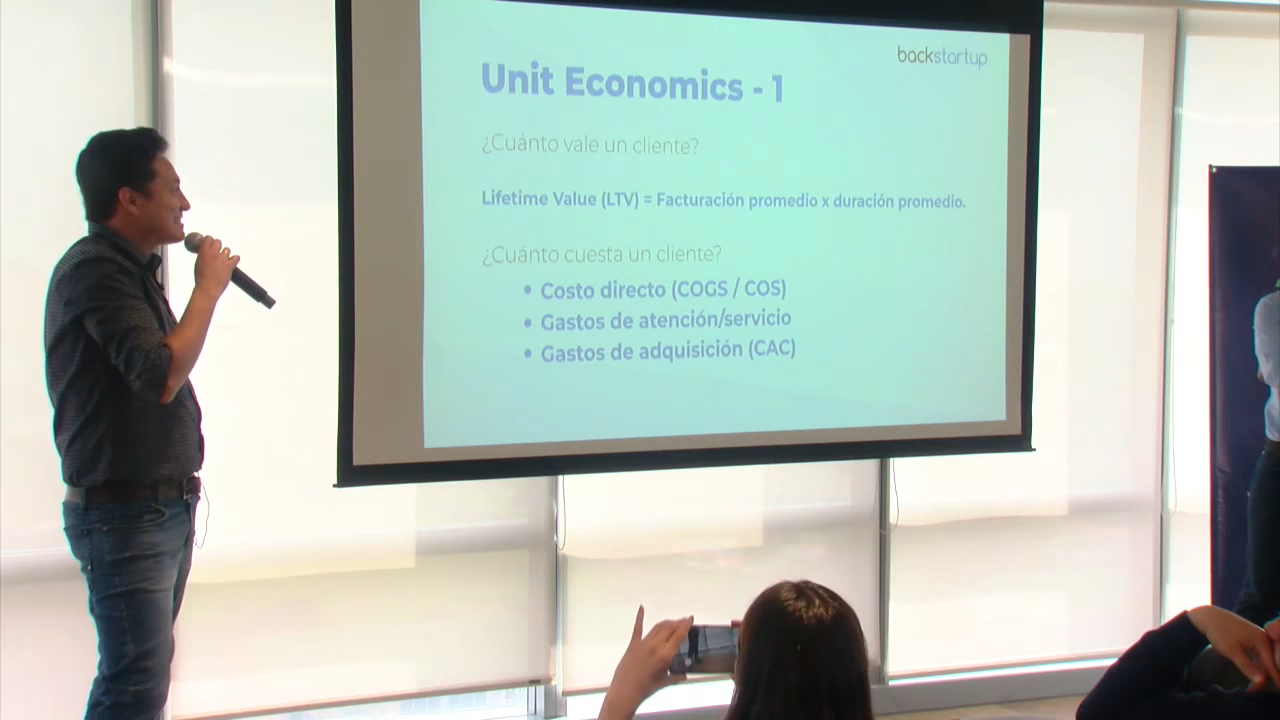 backstartup
Unit Economics - 1
¿Cuánto vale un cliente?
Lifetime Value (LTV) = Facturación promedio x duración promedio.
¿Cuánto cuesta un cliente?
• Costo directo (COGS / COS)
• Gastos de atención/servicio
• Gastos de adquisición (CAC)